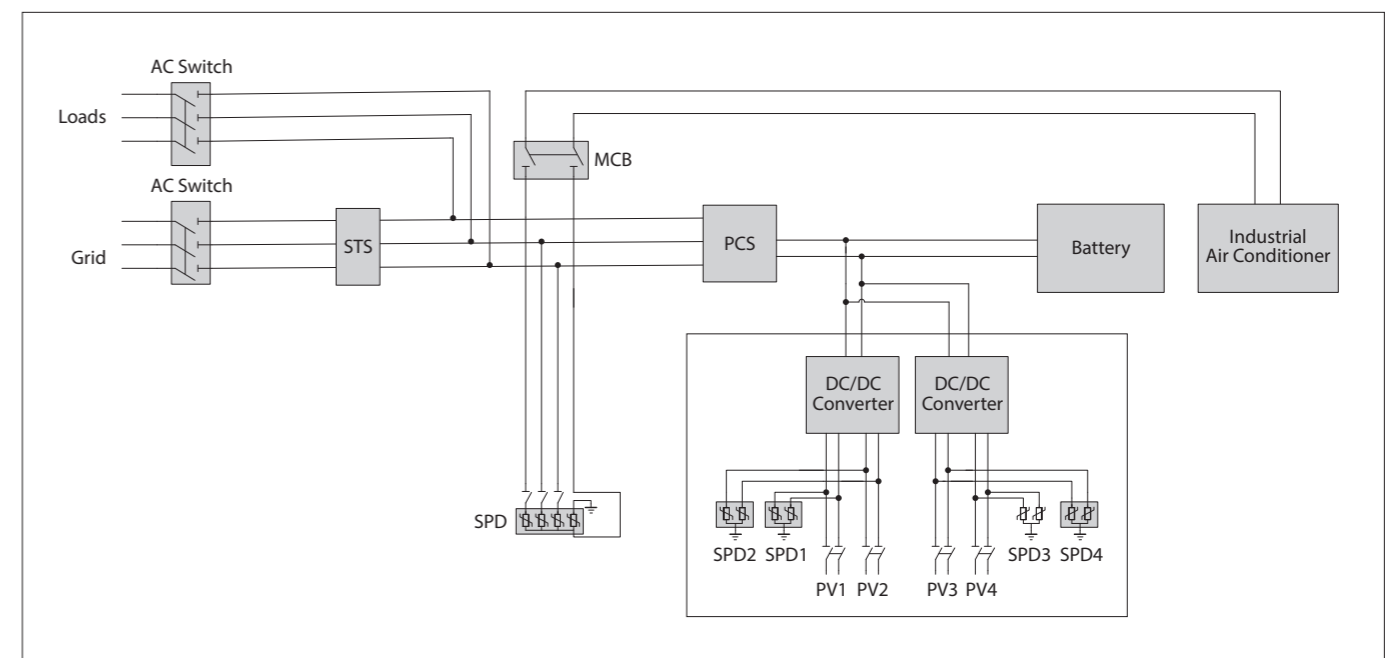 AC Switch
Loads
MCB
AC Switch
Grid
STS
PCS
Battery
Industrial
Air Conditioner
DC/DC
Converter
DC/DC
Converter
SPD
SPD2
SPD1
SPD3
SPD4
PV1
PV2
PV3
PV4